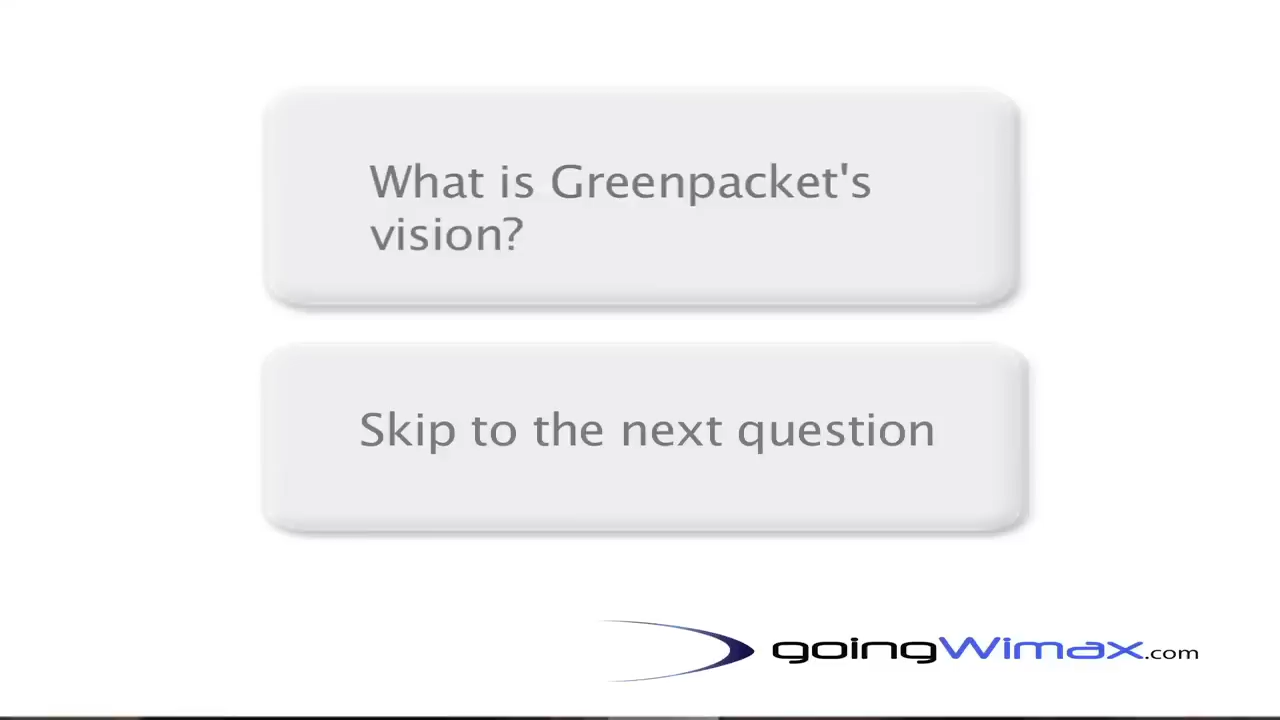 What is Greenpacket's
vision?
Skip to the next question
goingWimax.com